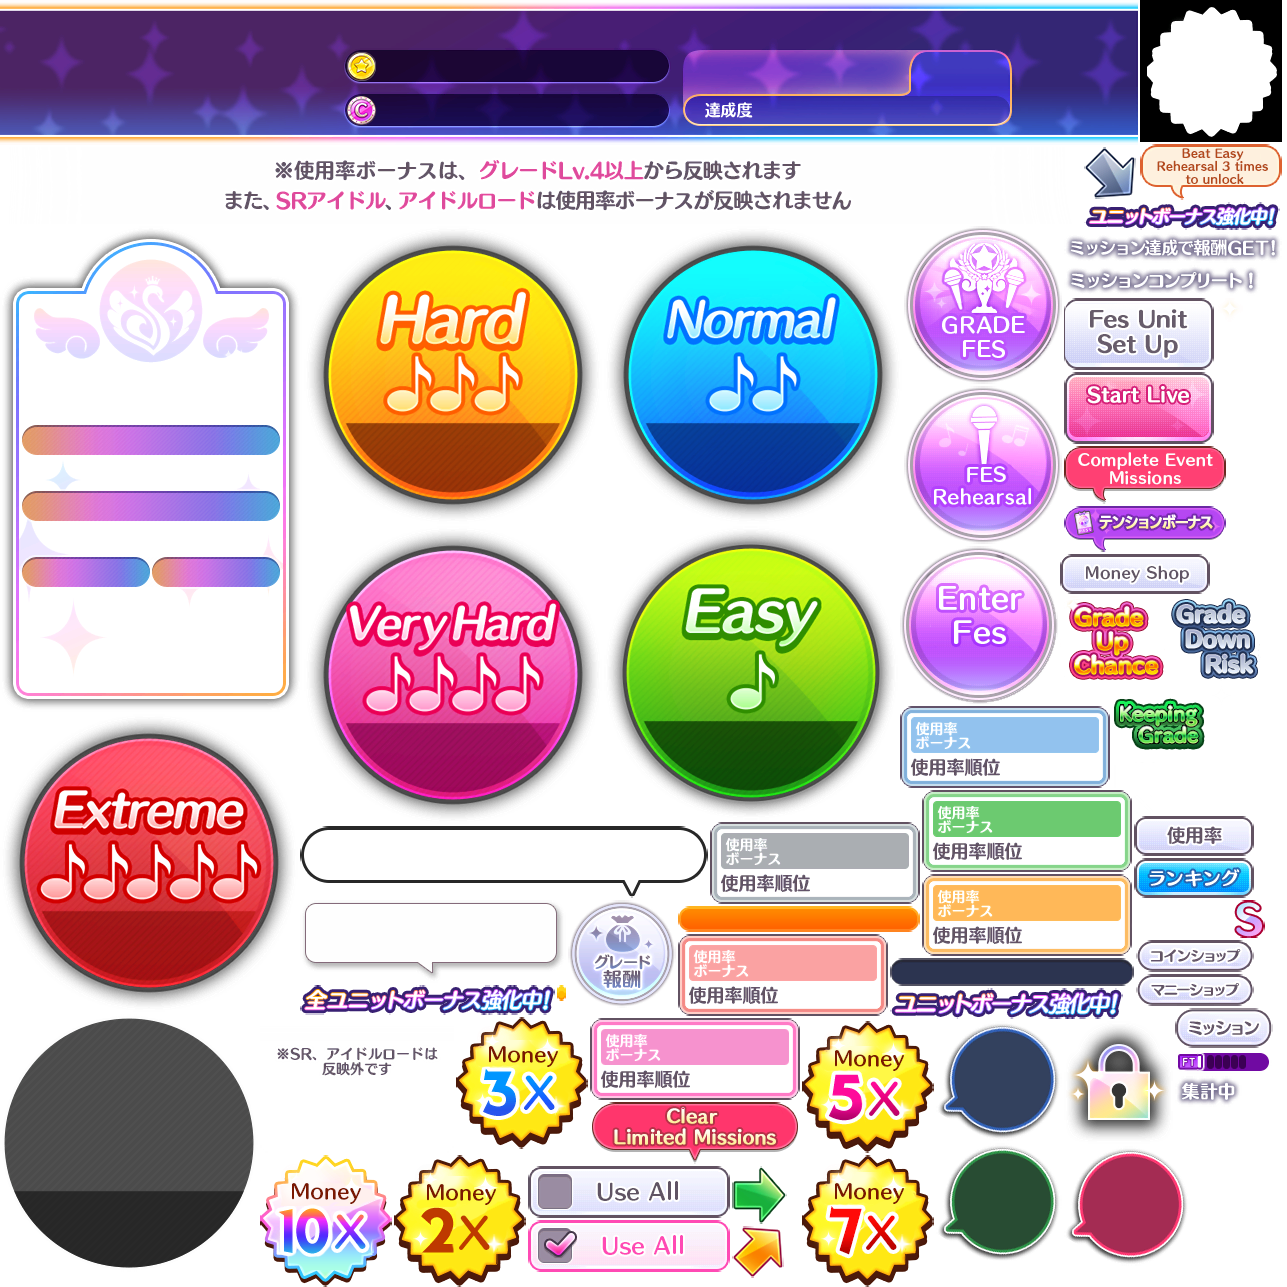 達成度
Beat Easy
Rehearsal 3 times
to unlock
※使用率ボーナスは、グレードLv.4以上から反映されます
また、SRアイドル、アイドルロードは使用率ボーナスが反映されません
ユニットボーナス強化中!
ミッション達成で報酬GET!
ミッションコンプリート!
Hard
Normal
GRADE
FES
Fes Unit
Set Up
Start Live
FES
Rehearsal
Complete Event
Missions
テンションボーナス
Money Shop
Very Hard
Easy
Enter
Fes
Grade
Up
Chance
Grade
Down
Risk
Keeping
Grade
使用率
ボーナス
使用率順位
Extreme
使用率
ボーナス
使用率順位
使用率
ボーナス
使用率順位
使用率
ランキング
使用率
ボーナス
使用率順位
S
グレード
報酬
使用率
ボーナス
使用率順位
コインショップ
マニーショップ
全ユニットボーナス強化中!
ユニットボーナス強化中!
ミッション
※SR、アイドルロードは
反映外です
Money
3X
使用率
ボーナス
使用率順位
Money
5X
FT
集計中
Clear
Limited Missions
Money
10X
Money
2X
Use All
Use All
Money
7X